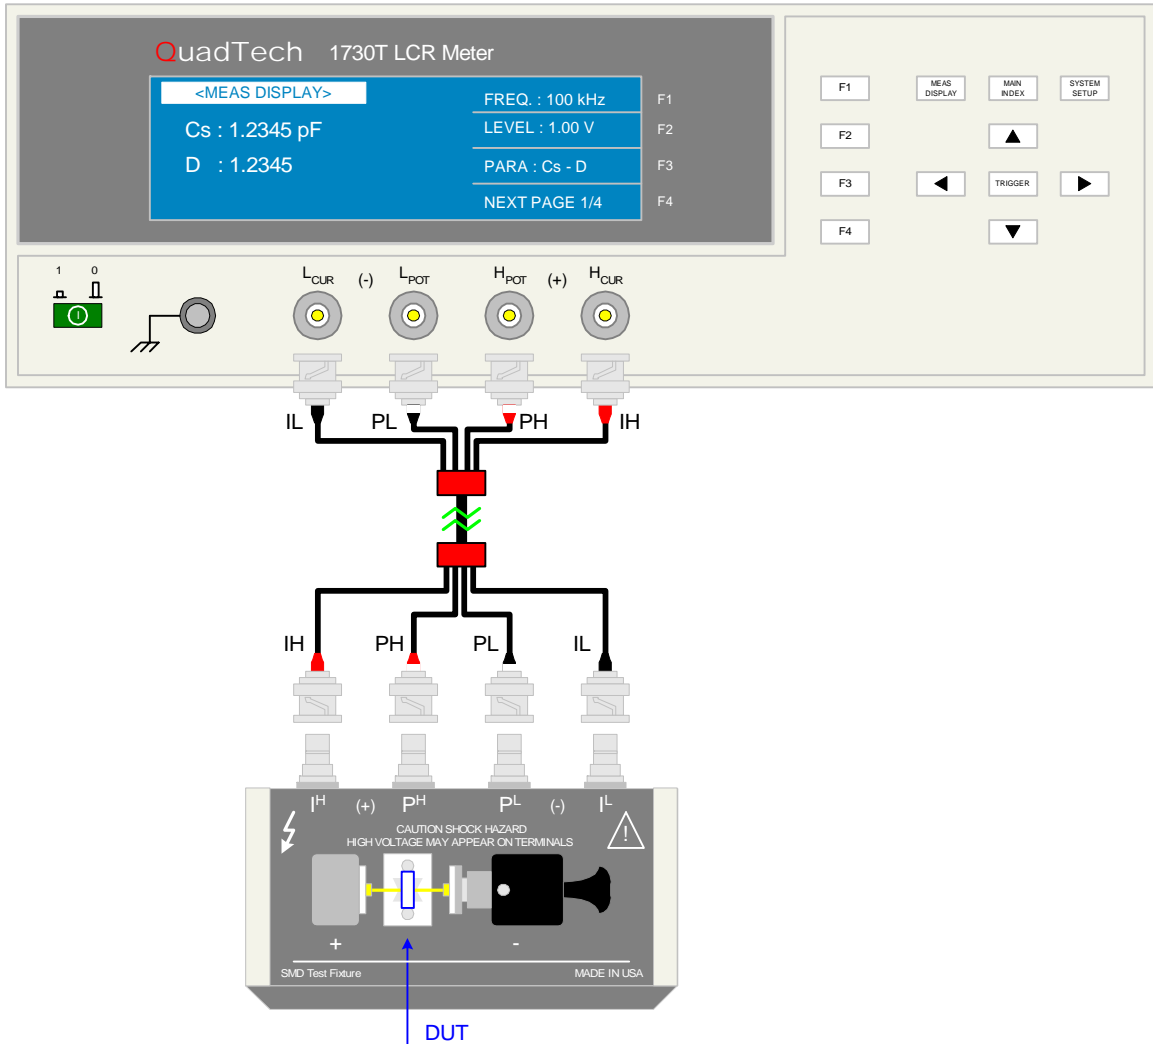 QuadTech 1730T LCR Meter
<MEAS DISPLAY>
Cs : 1.2345 pF
D : 1.2345
FREQ. : 100 kHz
LEVEL : 1.00 V
PARA : Cs - D
NEXT PAGE 1/4
F1
F2
F3
F4
F1
F2
F3
F4
MEAS DISPLAY
MAIN INDEX
SYSTEM SETUP
TRIGGER
1 0
I
LCUR (-) LPOT HPOT (+) HCUR
IL PL PH IH
IH PH PL IL
IH (+) PH PL (-) IL
CAUTION SHOCK HAZARD
HIGH VOLTAGE MAY APPEAR ON TERMINALS
!
+ -
SMD Test Fixture MADE IN USA
DUT